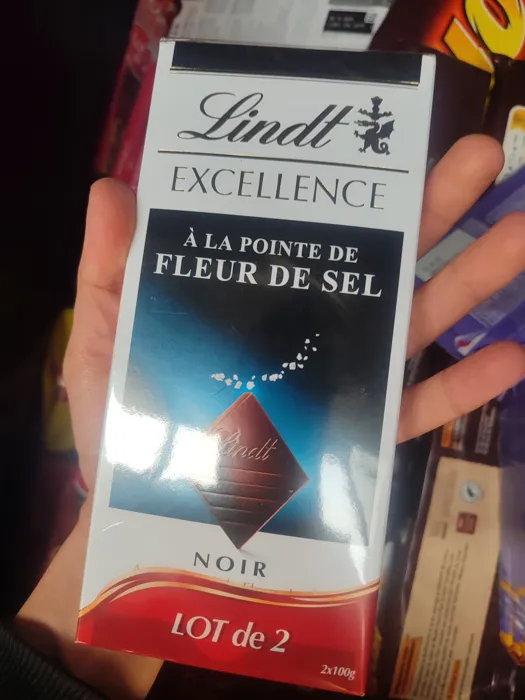 Lindt
EXCELLENCE
À LA POINTE DE
FLEUR DE SEL
Lindt
NOIR
LOT de 2
2x100g